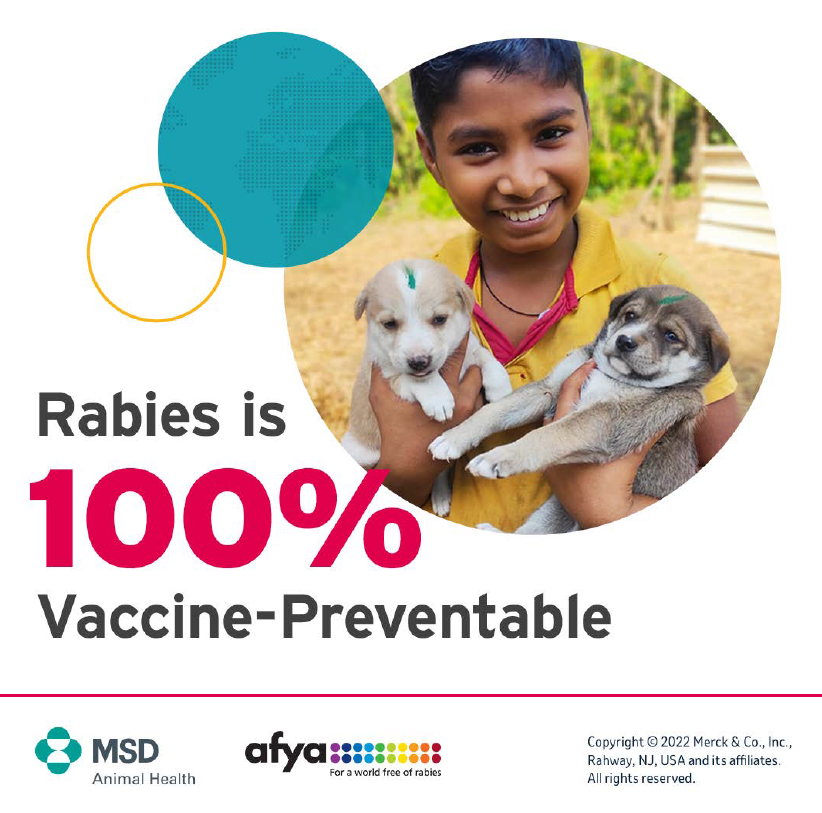 Rabies is
100%
Vaccine-Preventable
MSD
Animal Health
afya
For a world free of rabies
Copyright © 2022 Merck & Co., Inc.,
Rahway, NJ, USA and its affiliates.
All rights reserved.